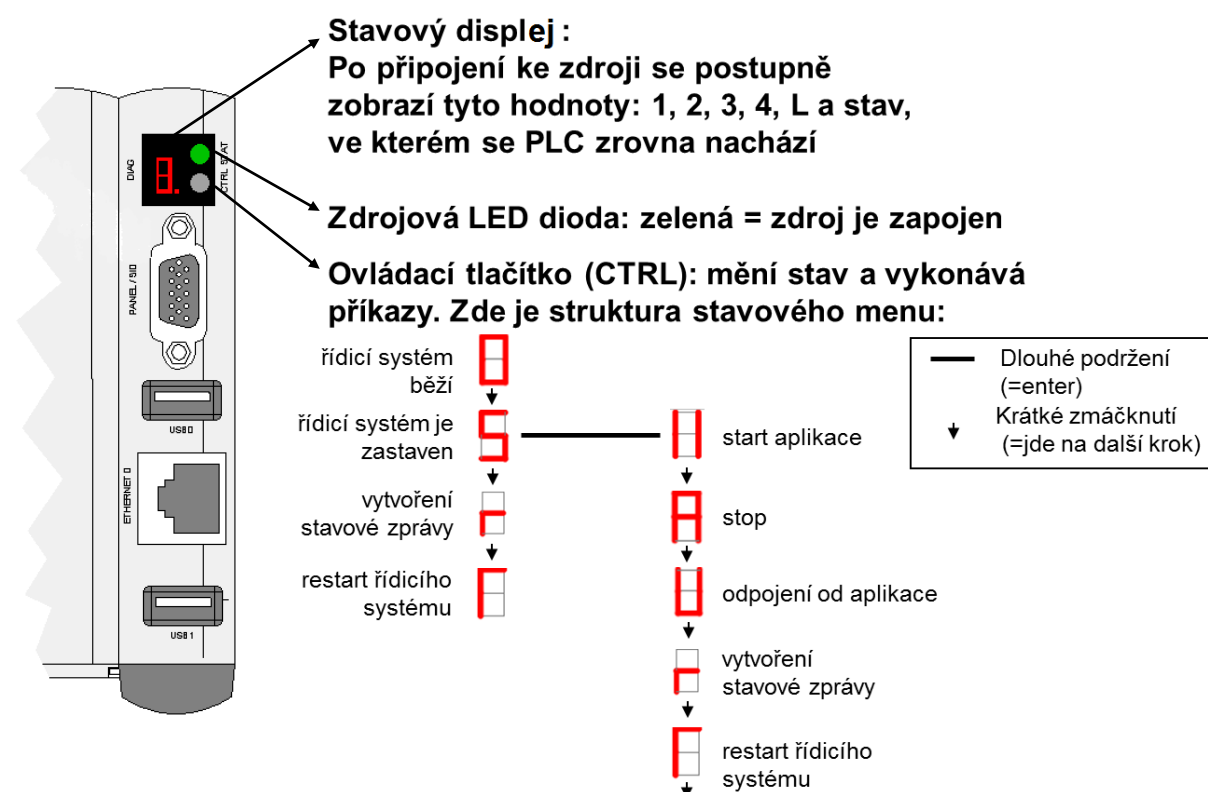 Stavový displej :
Po připojení ke zdroji se postupně
zobrazí tyto hodnoty: 1, 2, 3, 4, L a stav,
ve kterém se PLC zrovna nachází
DIAG
CTRL STAT
Zdrojová LED dioda: zelená = zdroj je zapojen
Ovládací tlačítko (CTRL): mění stav a vykonává
příkazy. Zde je struktura stavového menu:
PANEL / SIO
USB 0
ETHERNET 0
USB 1
řídicí systém
běží
řídicí systém je
zastaven
vytvoření
stavové zprávy
restart řídicího
systému
start aplikace
stop
odpojení od aplikace
vytvoření
stavové zprávy
restart řídicího
systému
Dlouhé podržení
(=enter)
Krátké zmáčknutí
(=jde na další krok)